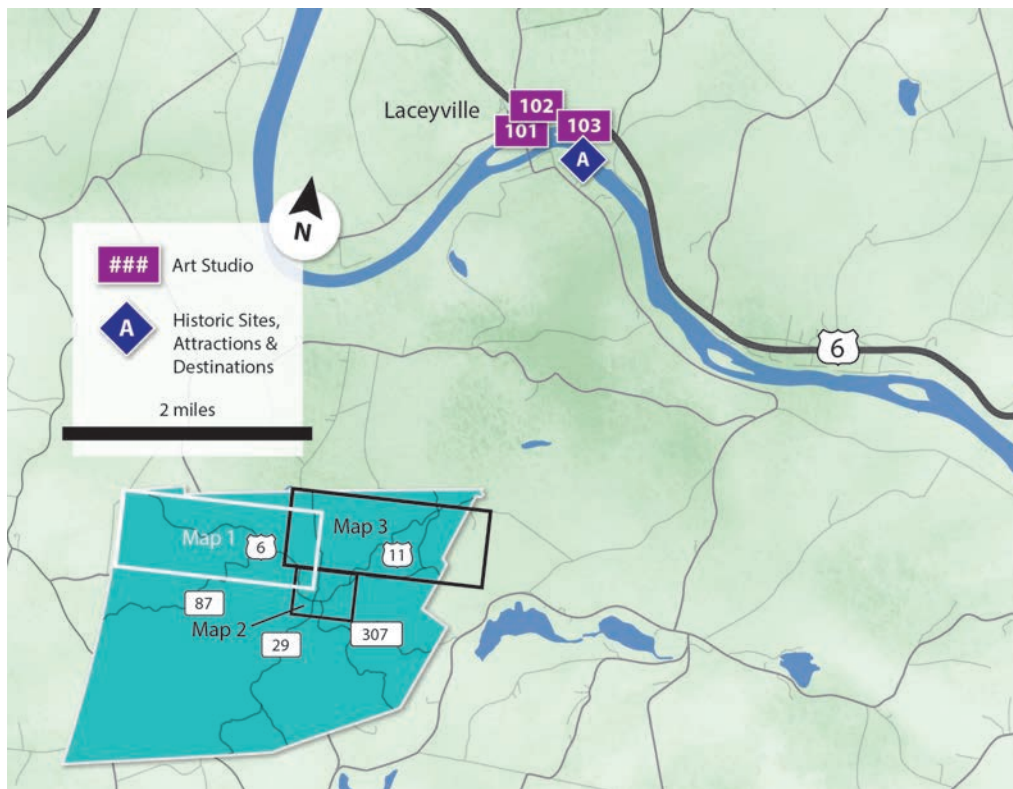 Laceyville
102
101
103
A
N
###
Art Studio
A
Historic Sites,
Attractions &
Destinations
2 miles
6
Map 1
6
Map 3
11
87
Map 2
29
307